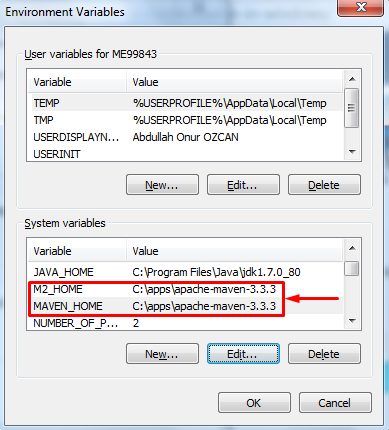 Environment Variables
User variables for ME99843
Variable Value
TEMP %USERPROFILE%\AppData\Local\Temp
TMP %USERPROFILE%\AppData\Local\Temp
USERDISPLAYN... Abdullah Onur OZCAN
USERINIT
New... Edit... Delete
System variables
Variable Value
JAVA_HOME C:\Program Files\Java\jdk1.7.0_80
M2_HOME C:\apps\apache-maven-3.3.3
MAVEN_HOME C:\apps\apache-maven-3.3.3
NUMBER_OF_P... 2
New... Edit... Delete
OK Cancel